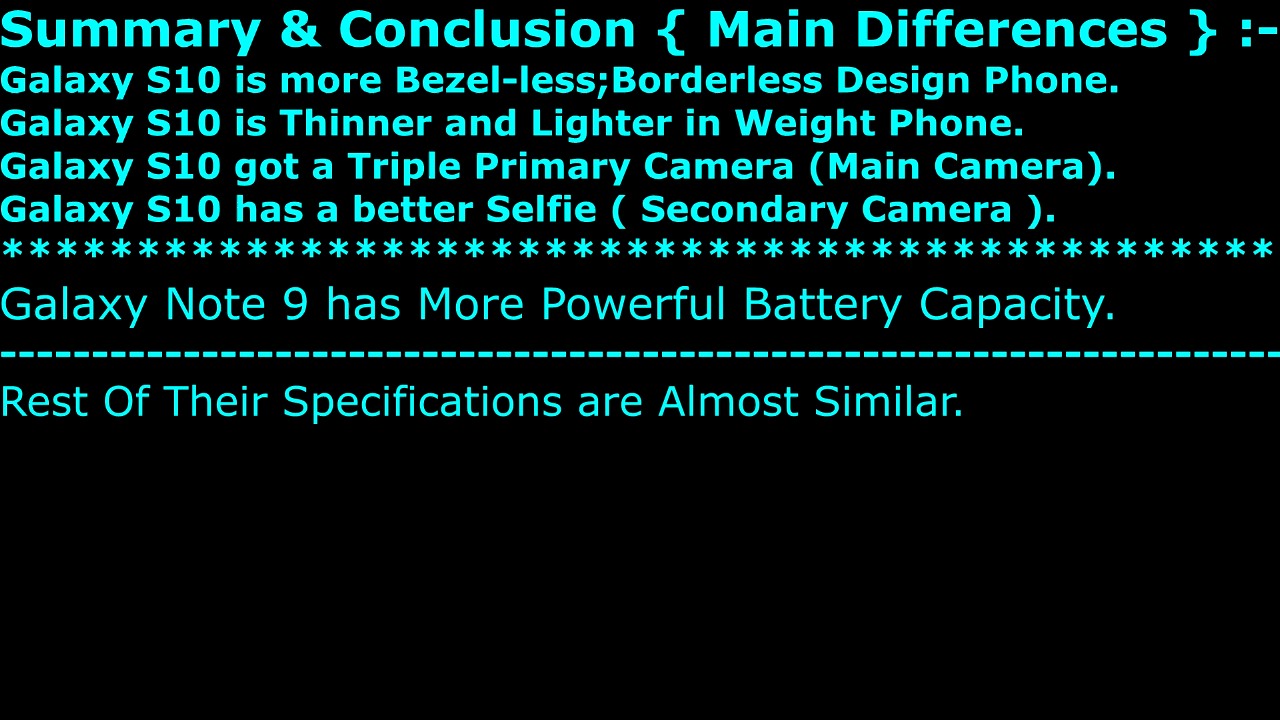 Summary & Conclusion { Main Differences } :-
Galaxy S10 is more Bezel-less;Borderless Design Phone.
Galaxy S10 is Thinner and Lighter in Weight Phone.
Galaxy S10 got a Triple Primary Camera (Main Camera).
Galaxy S10 has a better Selfie ( Secondary Camera ).
***********************************************
Galaxy Note 9 has More Powerful Battery Capacity.
-----------------------------------------------------------------------
Rest Of Their Specifications are Almost Similar.